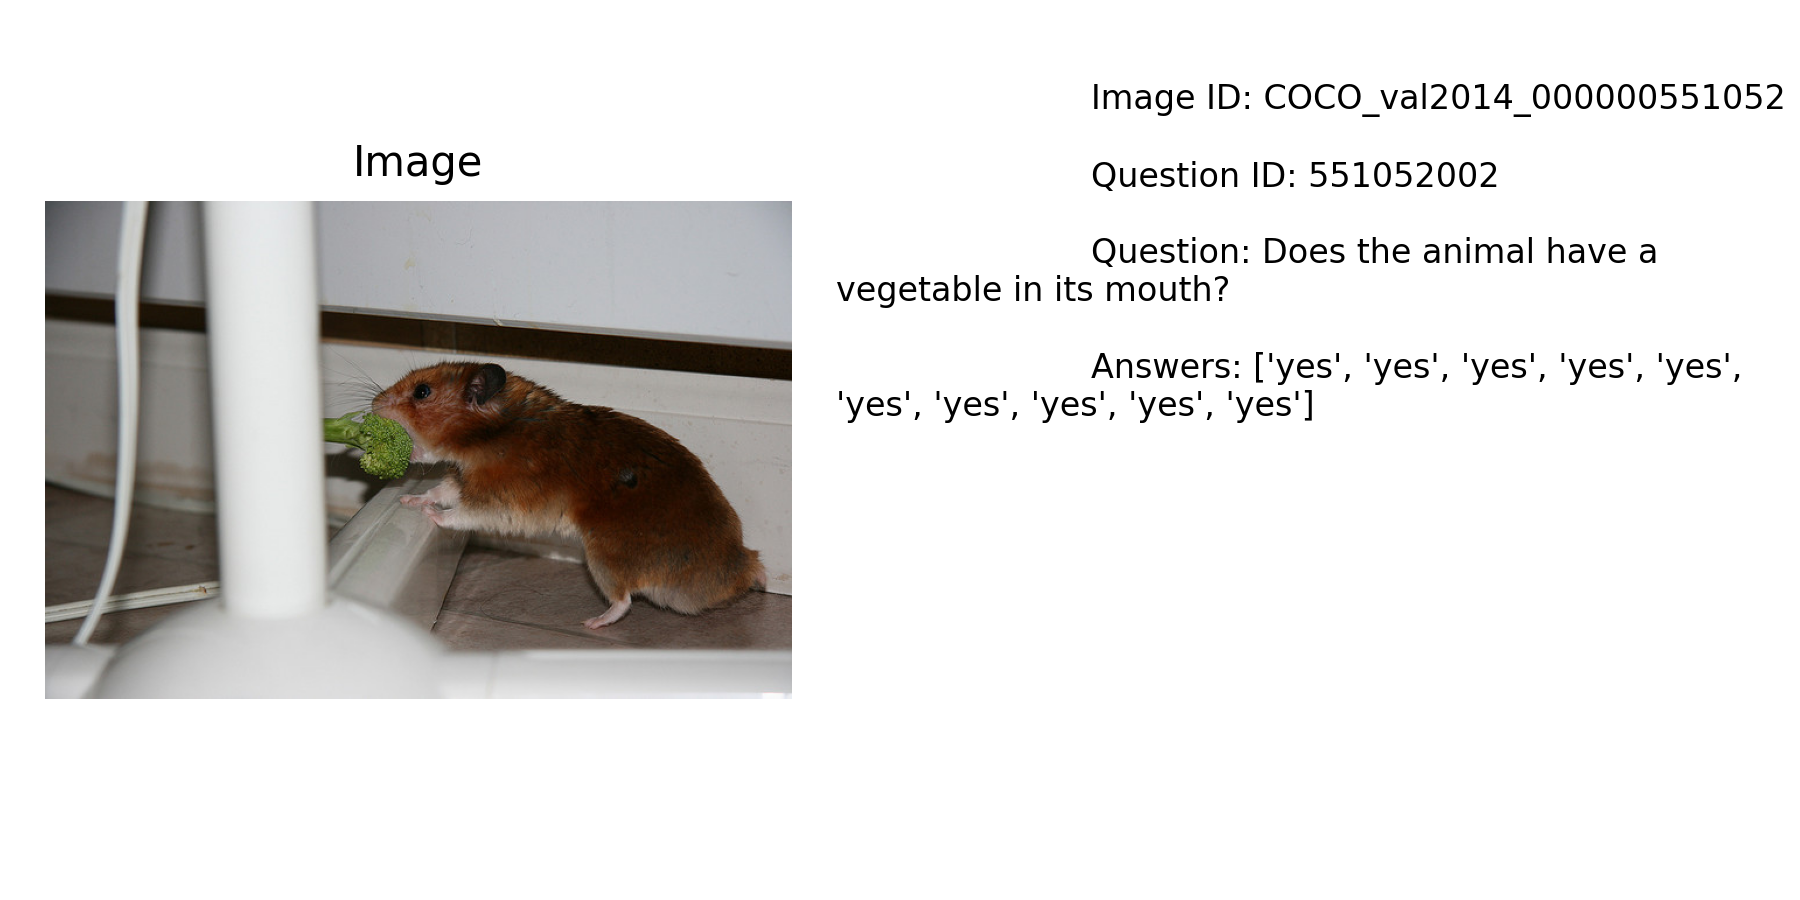 Image
Image ID: COCO_val2014_000000551052
Question ID: 551052002
Question: Does the animal have a
vegetable in its mouth?
Answers: ['yes', 'yes', 'yes', 'yes', 'yes',
'yes', 'yes', 'yes', 'yes', 'yes']